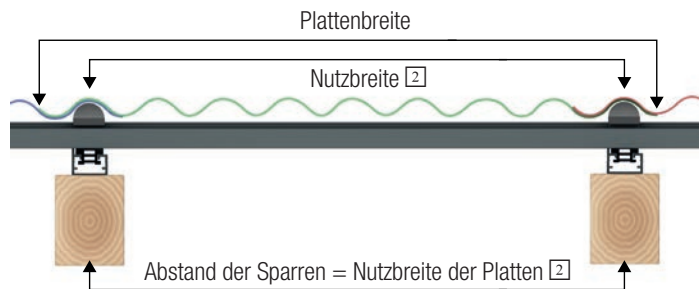 Plattenbreite
Nutzbreite 2
Abstand der Sparren = Nutzbreite der Platten 2